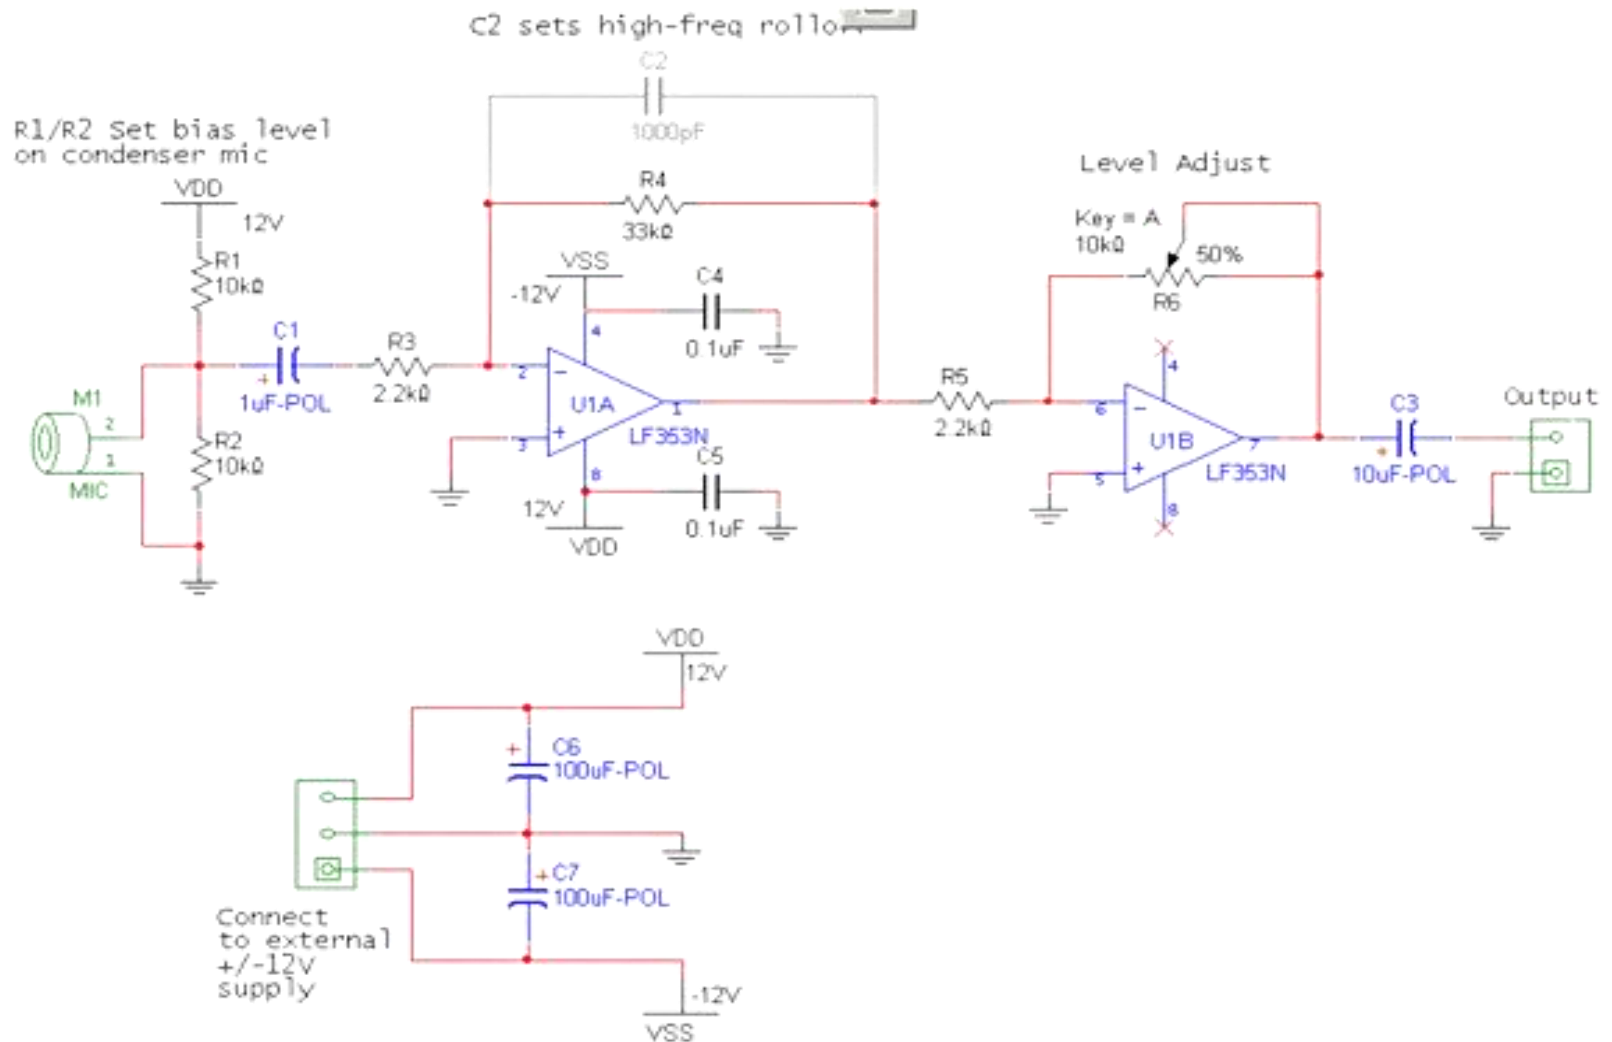 C2 sets high-freq
C2
1000pF
R1/R2 Set bias level
on condenser mic
VDD
12V
R1
10kΩ
R4
33kΩ
Level Adjust
Key = A
10kΩ
50%
R6
VSS
-12V
C4
0.1uF
4
C1
+
1uF-POL
R3
2.2kΩ
2
-
U1A
1
LF353N
+
3
8
M1
2
1
MIC
R2
10kΩ
12V
VDD
C5
0.1uF
R5
2.2kΩ
4
6
-
U1B
7
LF353N
+
5
8
C3
+
10uF-POL
Output
VDD
12V
+
C6
100uF-POL
+
C7
100uF-POL
Connect
to external
+/-12V
supply
-12V
VSS